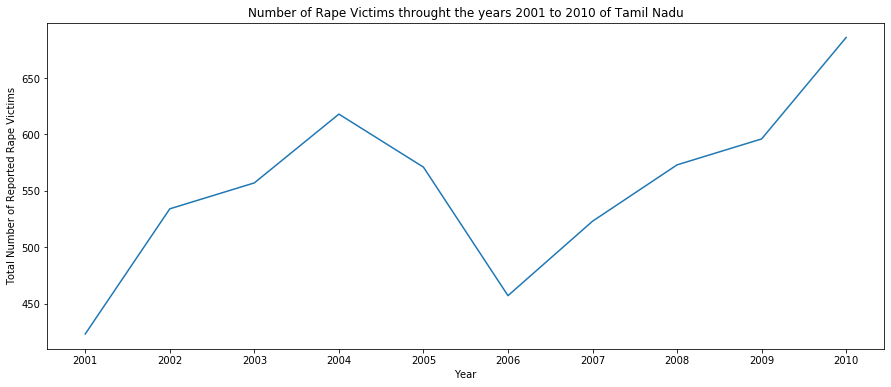 Number of Rape Victims throught the years 2001 to 2010 of Tamil Nadu
Total Number of Reported Rape Victims
650
600
550
500
450
2001 2002 2003 2004 2005 2006 2007 2008 2009 2010
Year